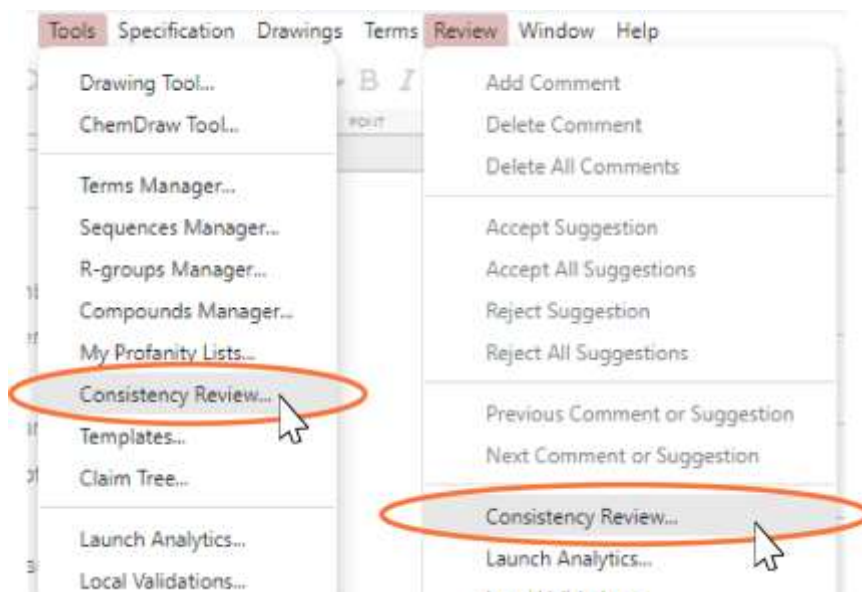 Tools Specification Drawings Terms Review Window Help
Drawing Tool...
ChemDraw Tool...
Terms Manager...
Sequences Manager...
R-groups Manager...
Compounds Manager...
My Profanity Lists...
Consistency Review...
Templates...
Claim Tree...
Launch Analytics...
Local Validations...
B I
FONT
Add Comment
Delete Comment
Delete All Comments
Accept Suggestion
Accept All Suggestions
Reject Suggestion
Reject All Suggestions
Previous Comment or Suggestion
Next Comment or Suggestion
Consistency Review...
Launch Analytics...